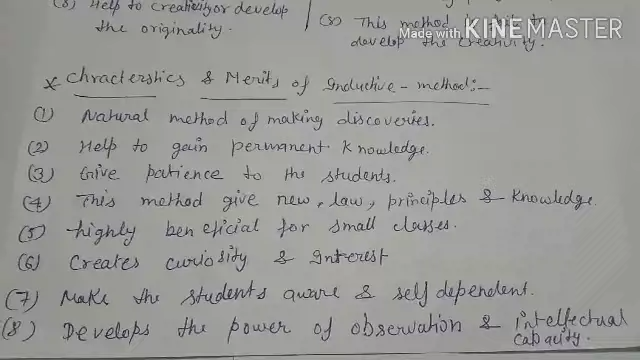 (8) Help to creativity or develop
the originality.
(8) This method is
develop the creativity.
Made with KINEMASTER
* Chracterstics & Merits of Inductive - method:-
(1) Natural method of making discoveries.
(2) Help to gain permanent knowledge.
(3) Give patience to the students.
(4) This method give new, law, principles & knowledge.
(5) highly beneficial for small classes.
(6) Creates curiosity & Interest
(7) Make the students aware & self dependent.
(8) Develops the power of observation & intellectual
capacity.